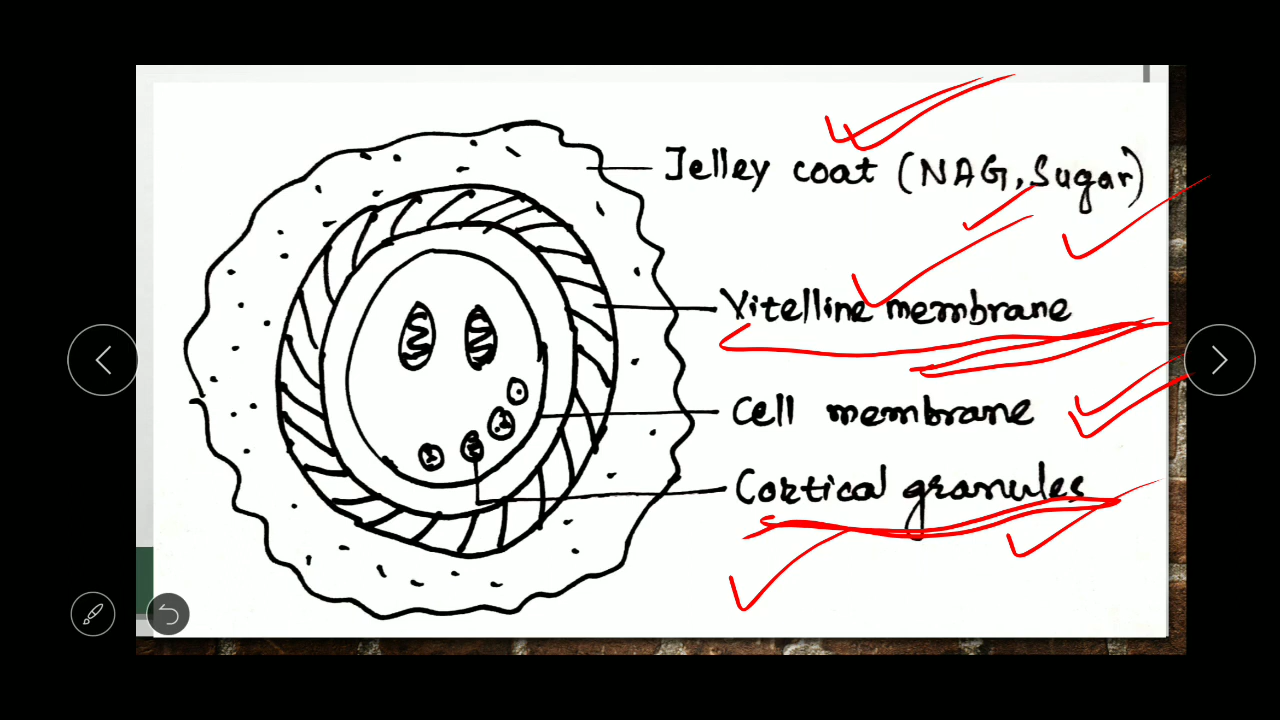 Jelley coat (NAG, Sugar)
Vitelline membrane
Cell membrane
Cortical granules